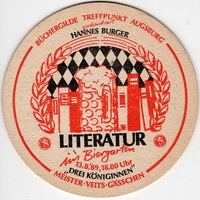 BÜCHERGILDE TREFFPUNKT AUGSBURG
präsentiert
HANNES BURGER
LITERATUR
im Biergarten
13.8.'89, 18.00 Uhr
„DREI KÖNIGINNEN"
MEISTER-VEITS-GÄSSCHEN